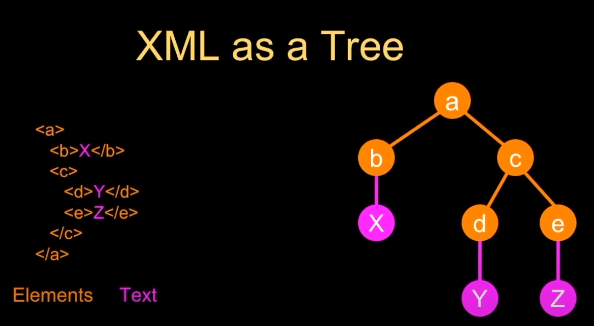 XML as a Tree
<a>
<b>X</b>
<c>
<d>Y</d>
<e>Z</e>
</c>
</a>
Elements Text
a
b c
X d e
Y Z